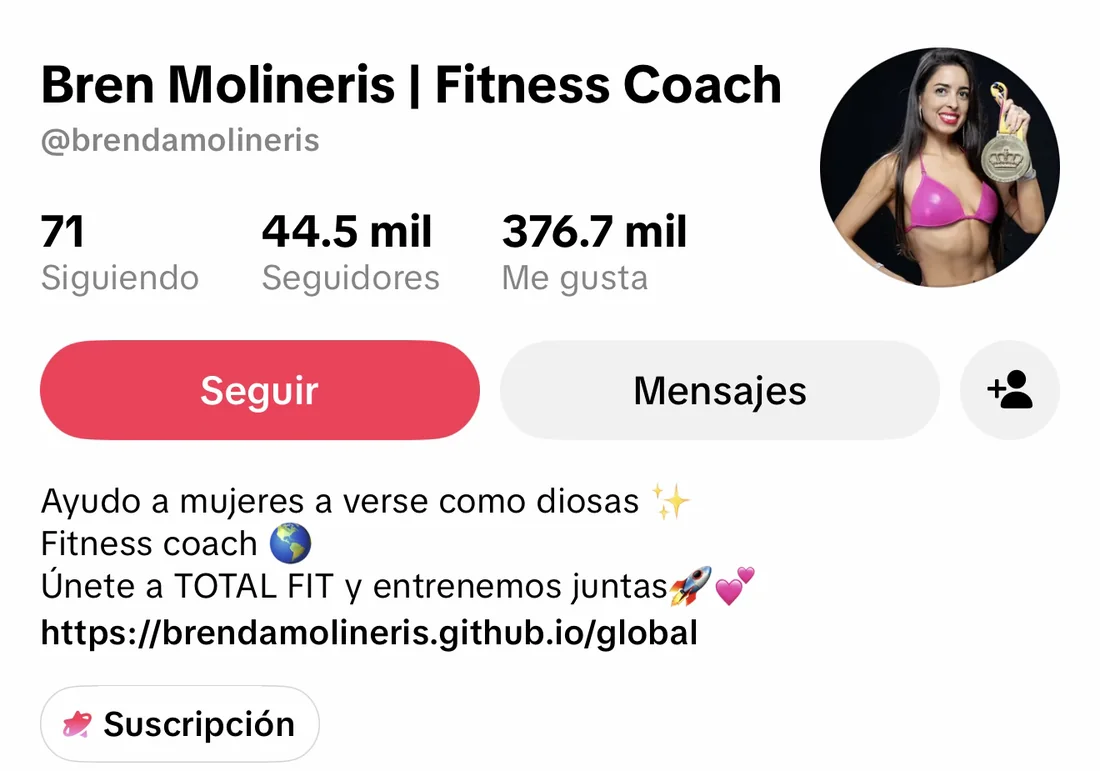 Bren Molineris | Fitness Coach
@brendamolineris
71 44.5 mil 376.7 mil
Siguiendo Seguidores Me gusta
Seguir Mensajes
Ayudo a mujeres a verse como diosas ✨
Fitness coach 🌎
Únete a TOTAL FIT y entrenemos juntas🚀💕
https://brendamolineris.github.io/global
Suscripción